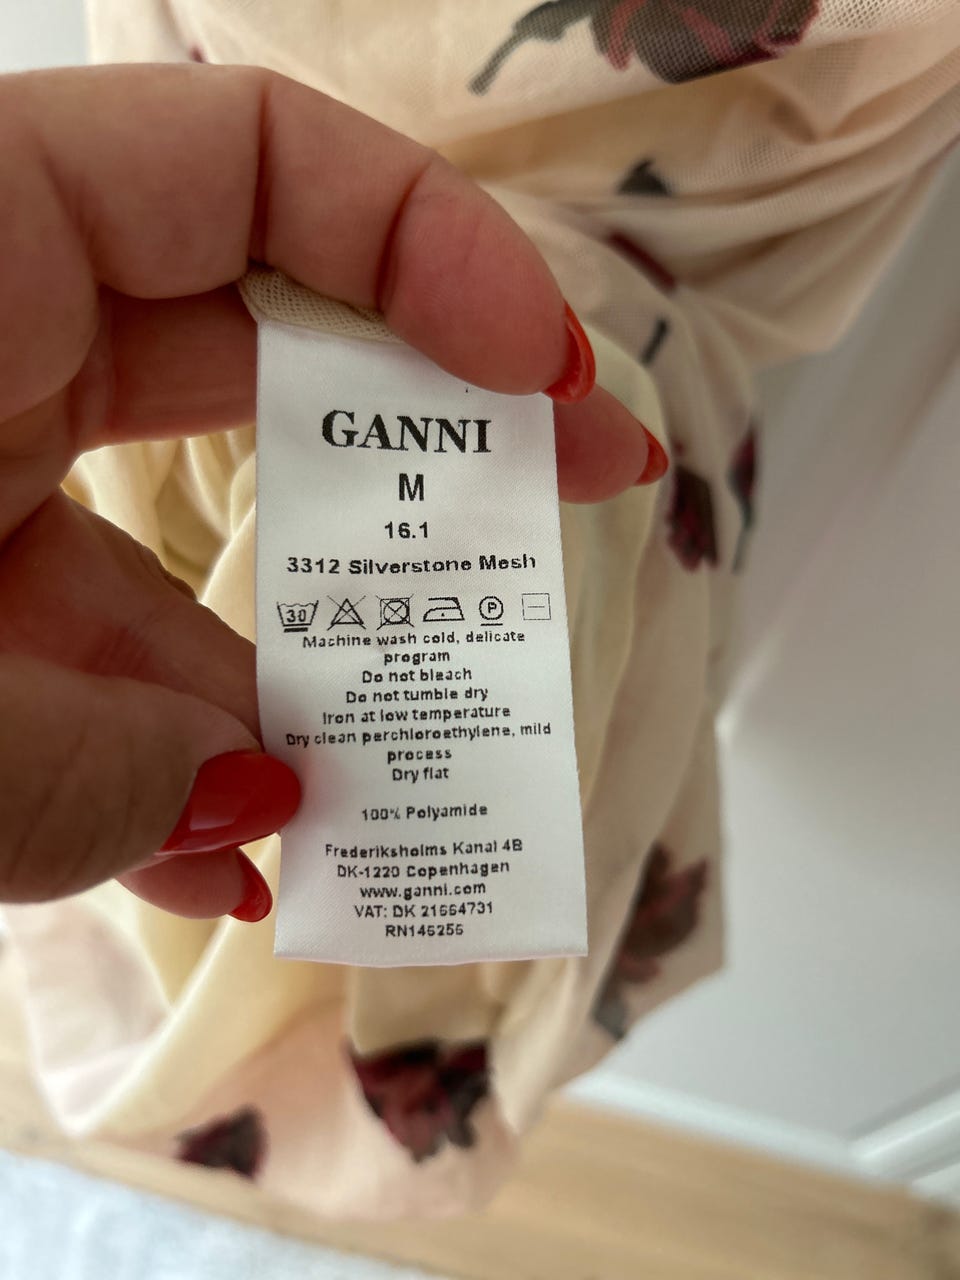 GANNI
M
16.1
3312 Silverstone Mesh
30 P
Machine wash cold, delicate
program
Do not bleach
Do not tumble dry
Iron at low temperature
Dry clean perchloroethylene, mild
process
Dry flat
100% Polyamide
Frederiksholms Kanal 4B
DK-1220 Copenhagen
www.ganni.com
VAT: DK 21664731
RN146256